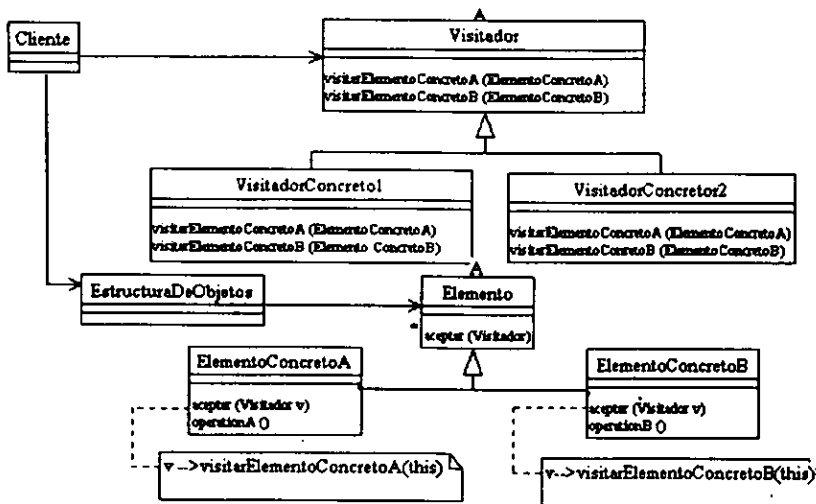 A
Visitador
Cliente
visitarElementoConcretoA (ElementoConcretoA)
visitarElementoConcretoB (ElementoConcretoB)
VisitadorConcreto1
visitarElementoConcretoA (ElementoConcretoA)
visitarElementoConcretoB (Elemento ConcretoB)
VisitadorConcretor2
visitarElementoConcretoA (ElementoConcretoA)
visitarElementoConcretoB (ElementoConcretoB)
A
EstructuraDeObjetos
Elemento
*
aceptar (Visitador)
ElementoConcretoA
aceptar (Visitador v)
operationA ()
ElementoConcretoB
aceptar (Visitador v)
operationB ()
v-->visitarElementoConcretoA(this)
v-->visitarElementoConcretoB(this)